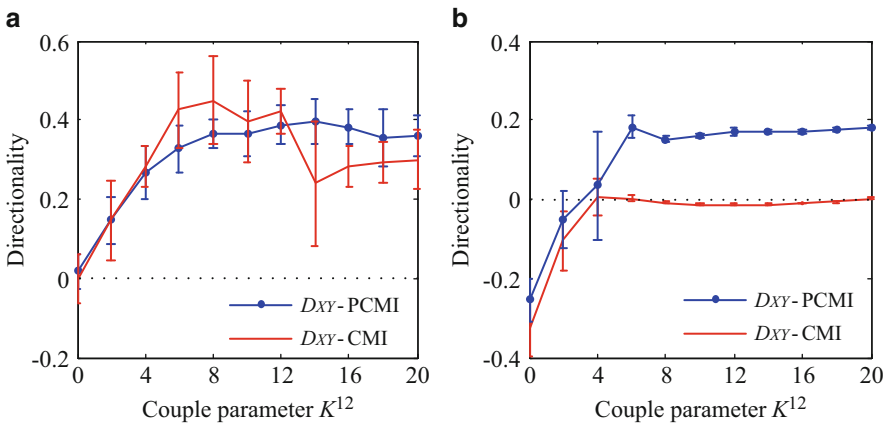 a
0.6
0.4
0.2
0
-0.2
Directionality
DXY-PCMI
DXY-CMI
0 4 8 12 16 20
Couple parameter K12
b
0.4
0.2
0
-0.2
-0.4
Directionality
DXY-PCMI
DXY-CMI
0 4 8 12 16 20
Couple parameter K12